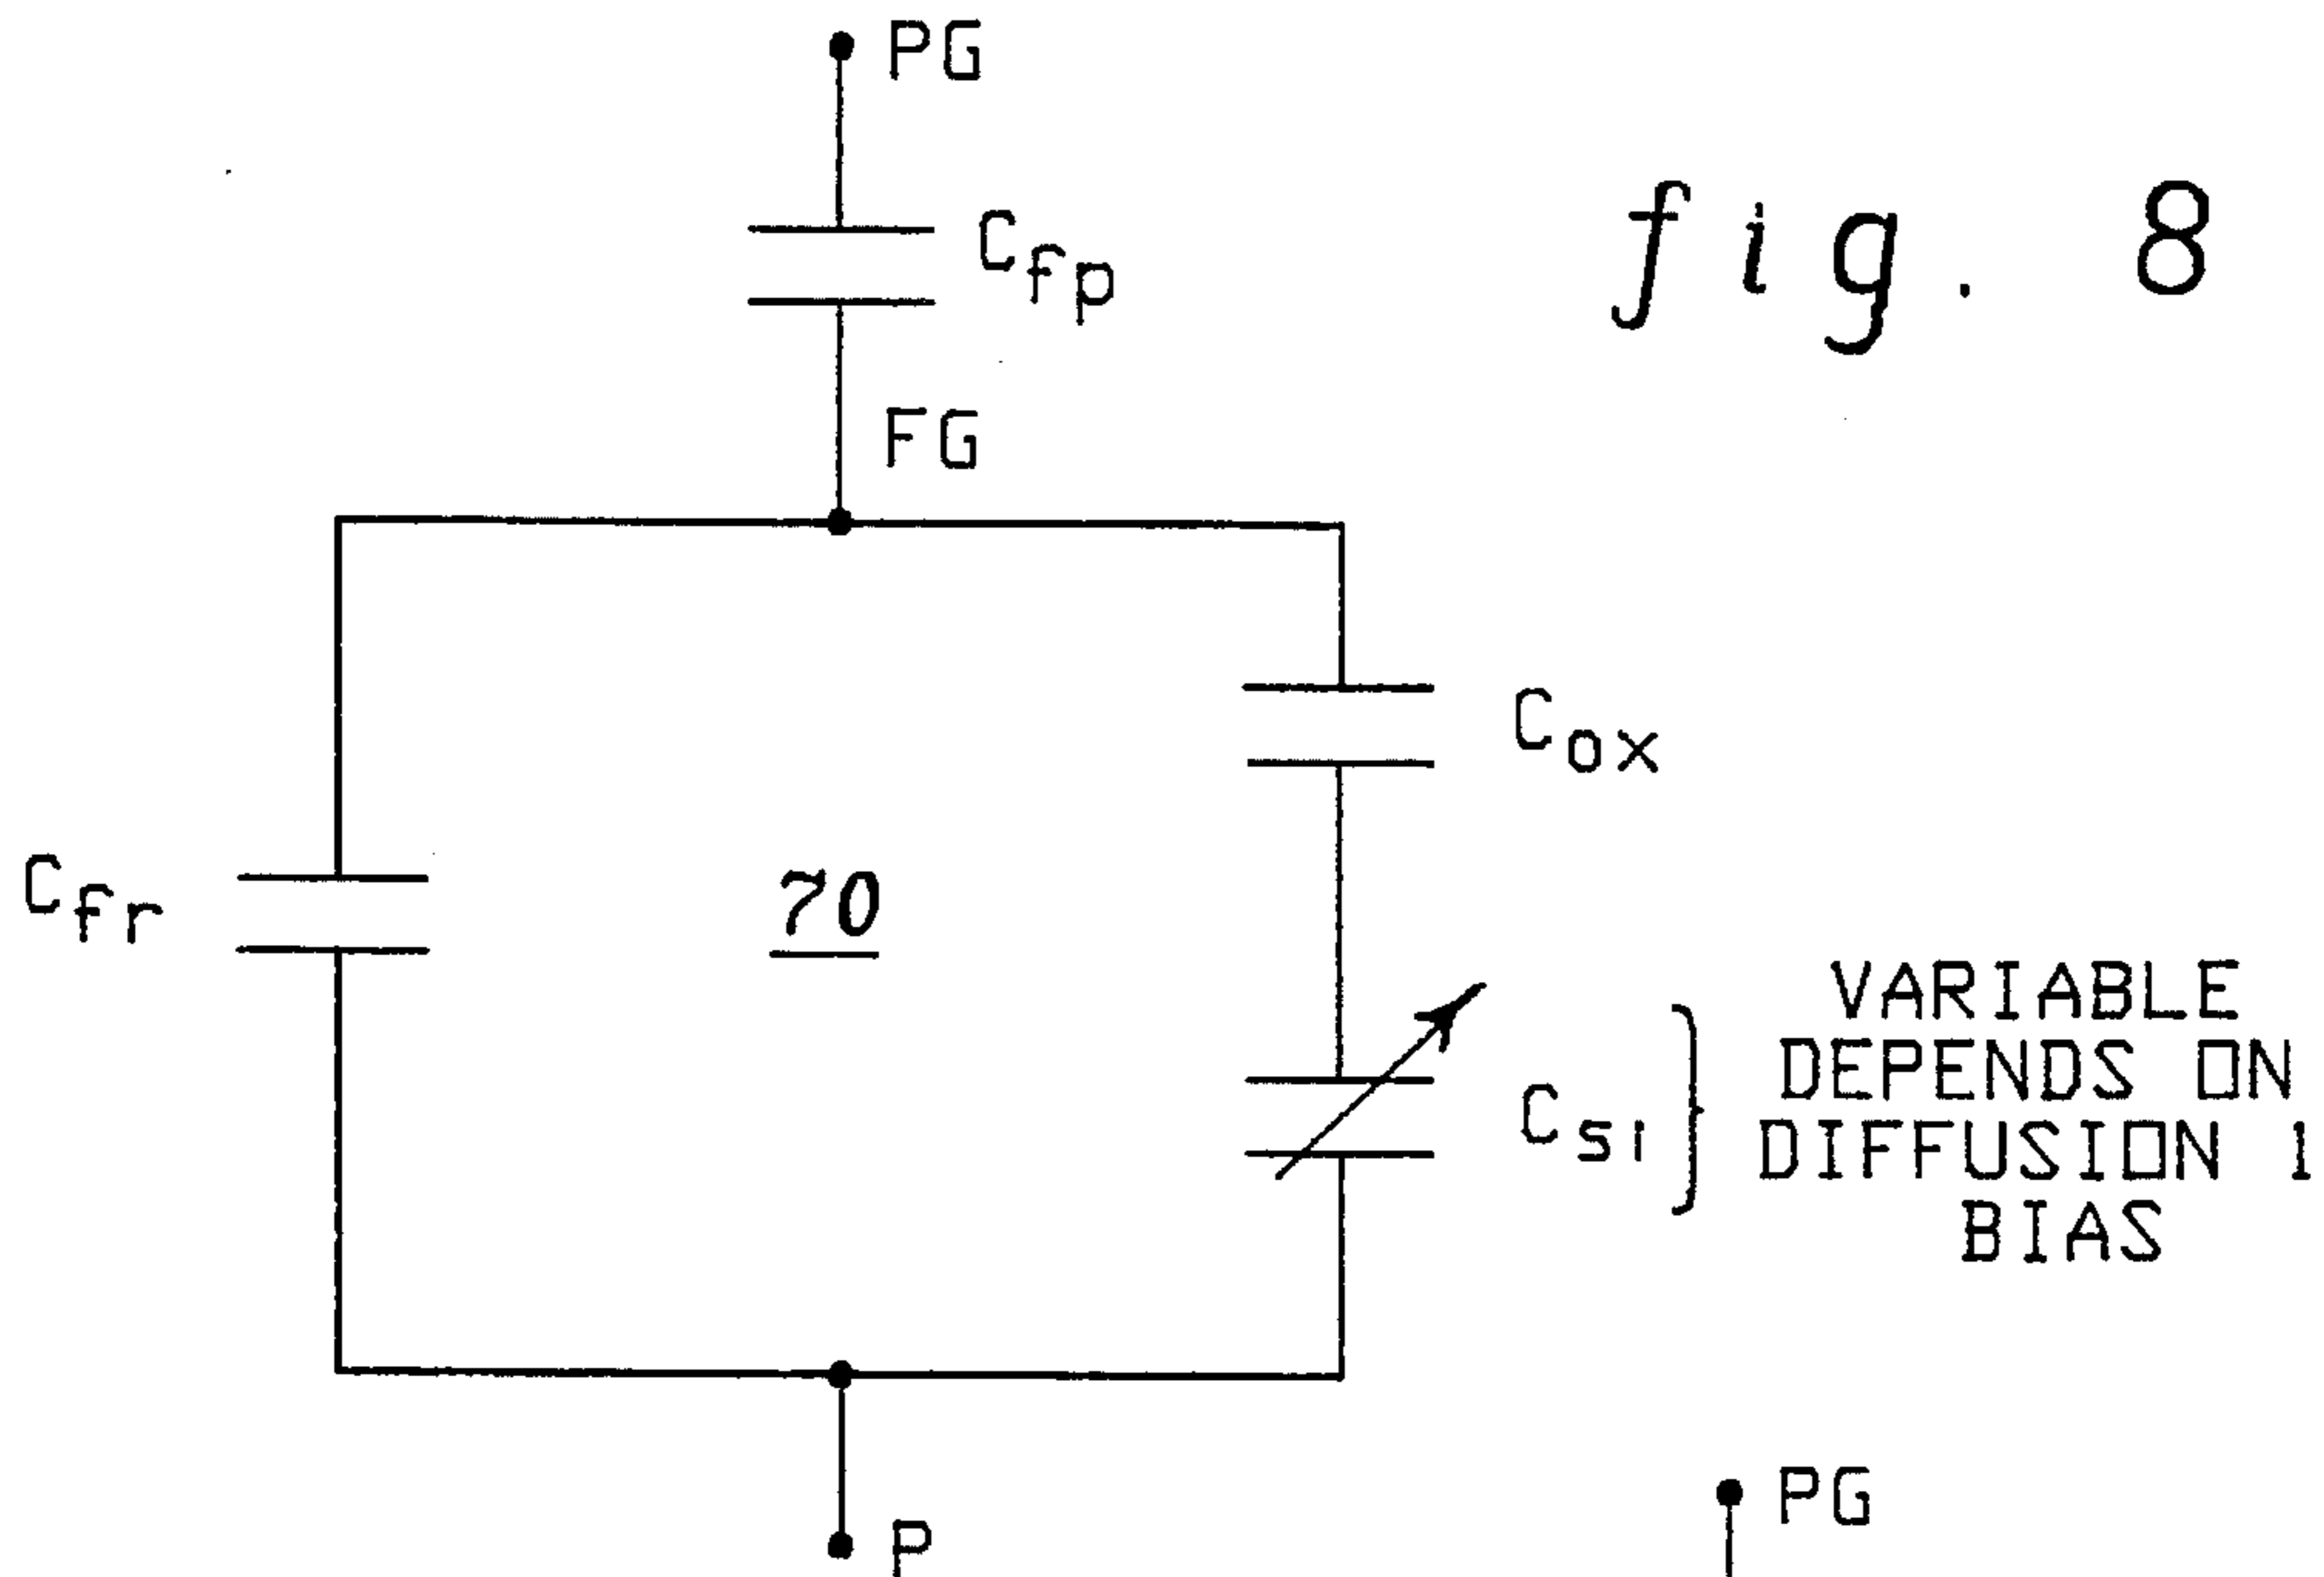 PG
Cfp
fig. 8
FG
Cox
Cfr
70
Csi
VARIABLE
DEPENDS ON
DIFFUSION 1
BIAS
P
PG